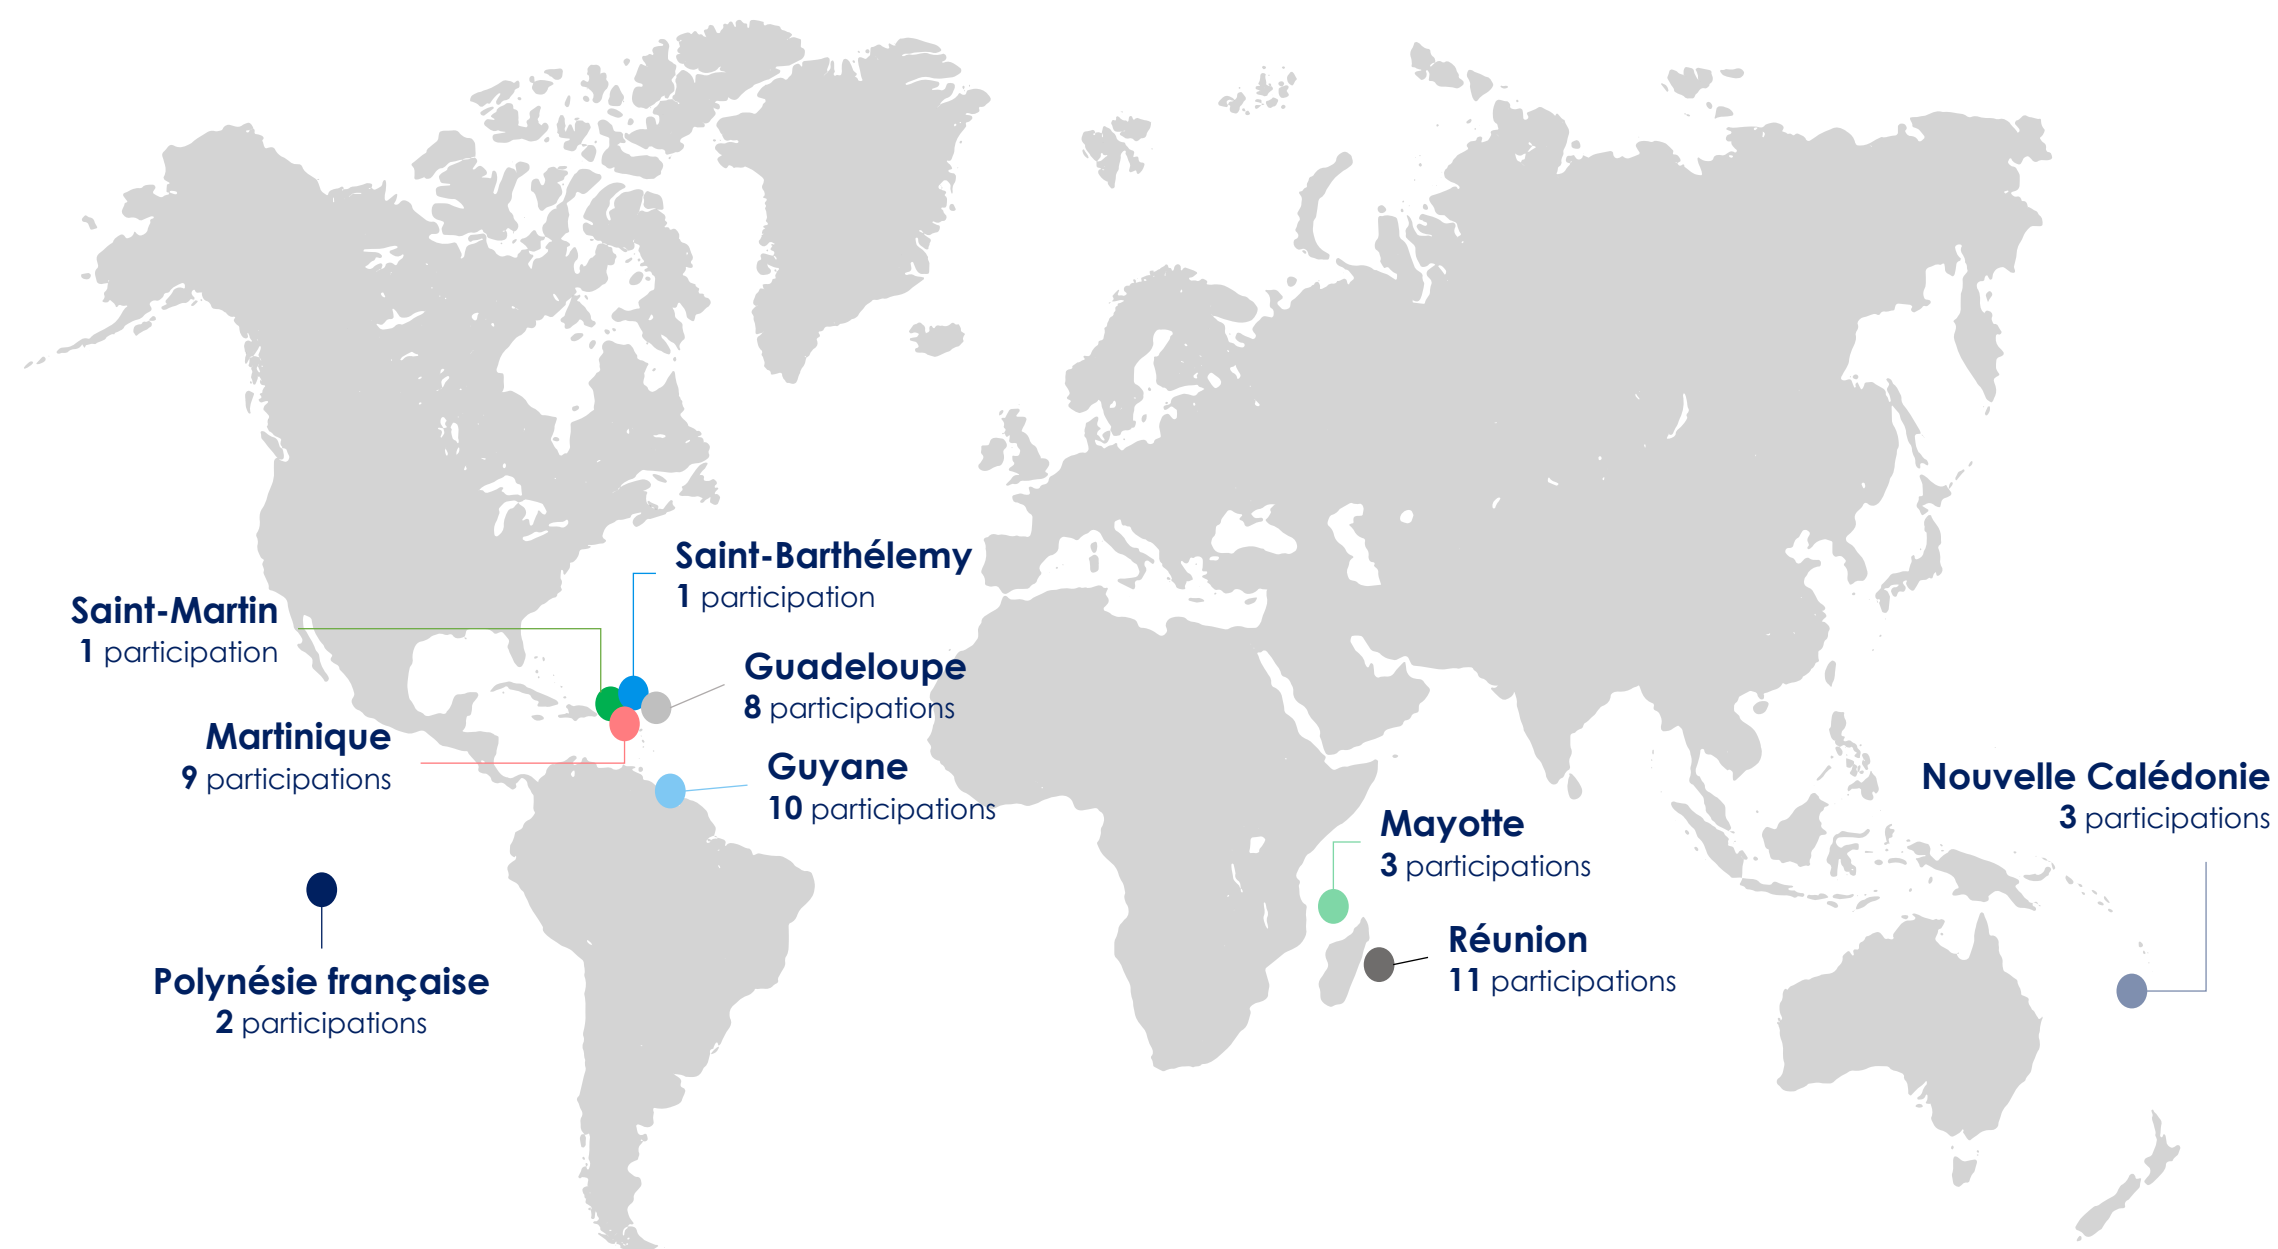 Saint-Barthélemy
1 participation
Saint-Martin
1 participation
Guadeloupe
8 participations
Martinique
9 participations
Guyane
10 participations
Nouvelle Calédonie
3 participations
Mayotte
3 participations
Réunion
11 participations
Polynésie française
2 participations